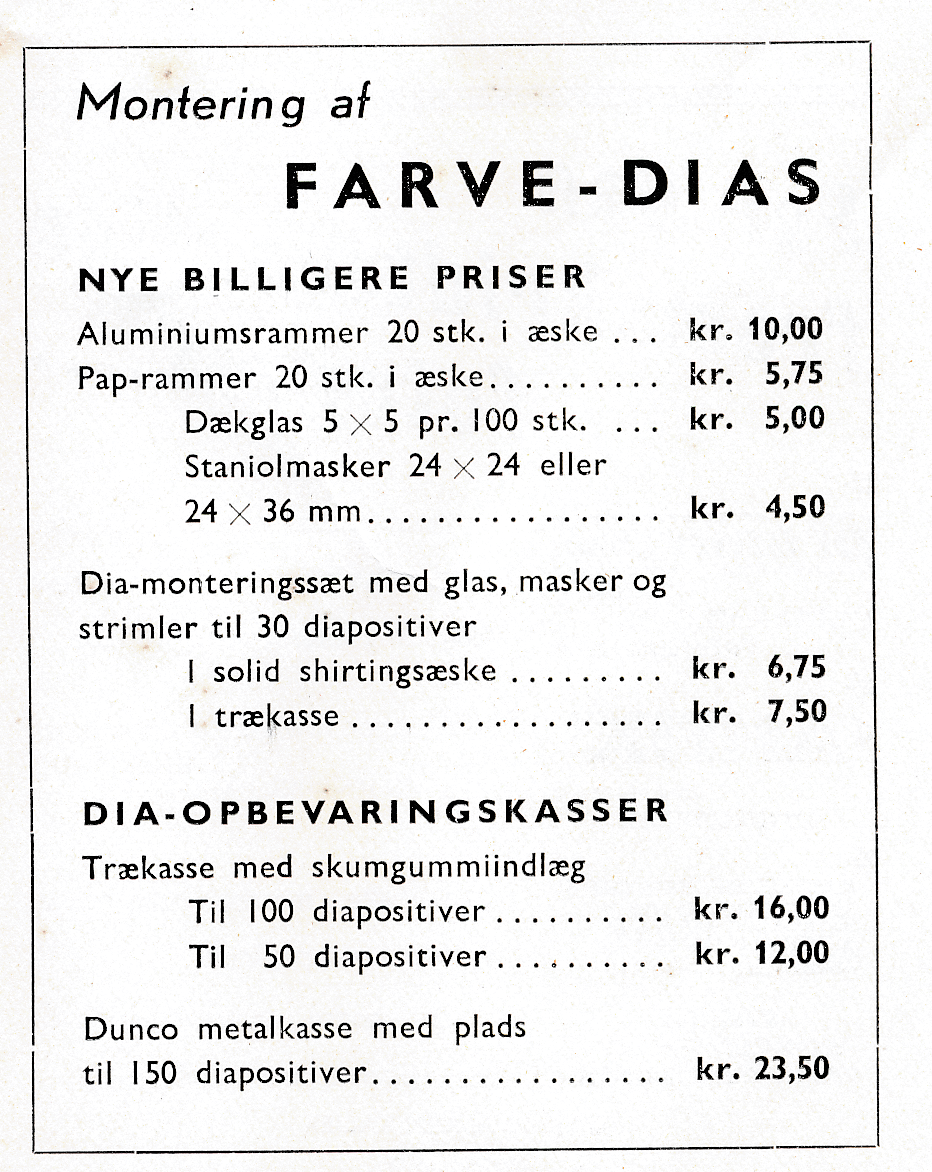 Montering af
FARVE-DIAS
NYE BILLIGERE PRISER
Aluminiumsrammer 20 stk. i æske ... kr. 10,00
Pap-rammer 20 stk. i æske.......... kr. 5,75
Dækglas 5 × 5 pr. 100 stk. ... kr. 5,00
Staniolmasker 24 × 24 eller
24 × 36 mm................. kr. 4,50
Dia-monteringssæt med glas, masker og
strimler til 30 diapositiver
I solid shirtingsæske ......... kr. 6,75
I trækasse .................. kr. 7,50
DIA-OPBEVARINGSKASSER
Trækasse med skumgummiindlæg
Til 100 diapositiver .......... kr. 16,00
Til 50 diapositiver .......... kr. 12,00
Dunco metalkasse med plads
til 150 diapositiver................. kr. 23,50